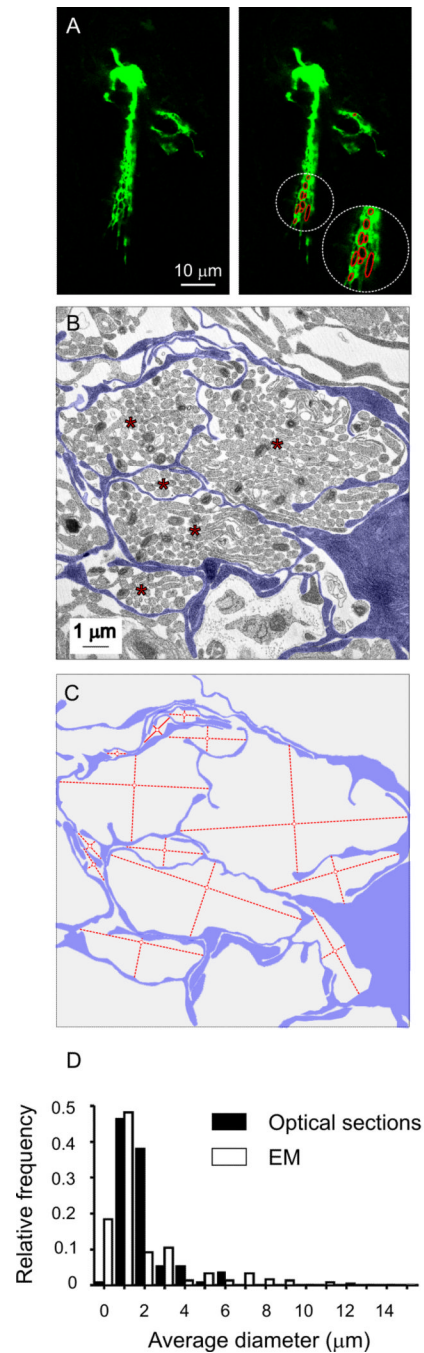 A
10 μm
B
* * * * *
1 μm
C
D
Relative frequency
0.5
0.4
0.3
0.2
0.1
0
Optical sections
EM
0 2 4 6 8 10 12 14
Average diameter (μm)